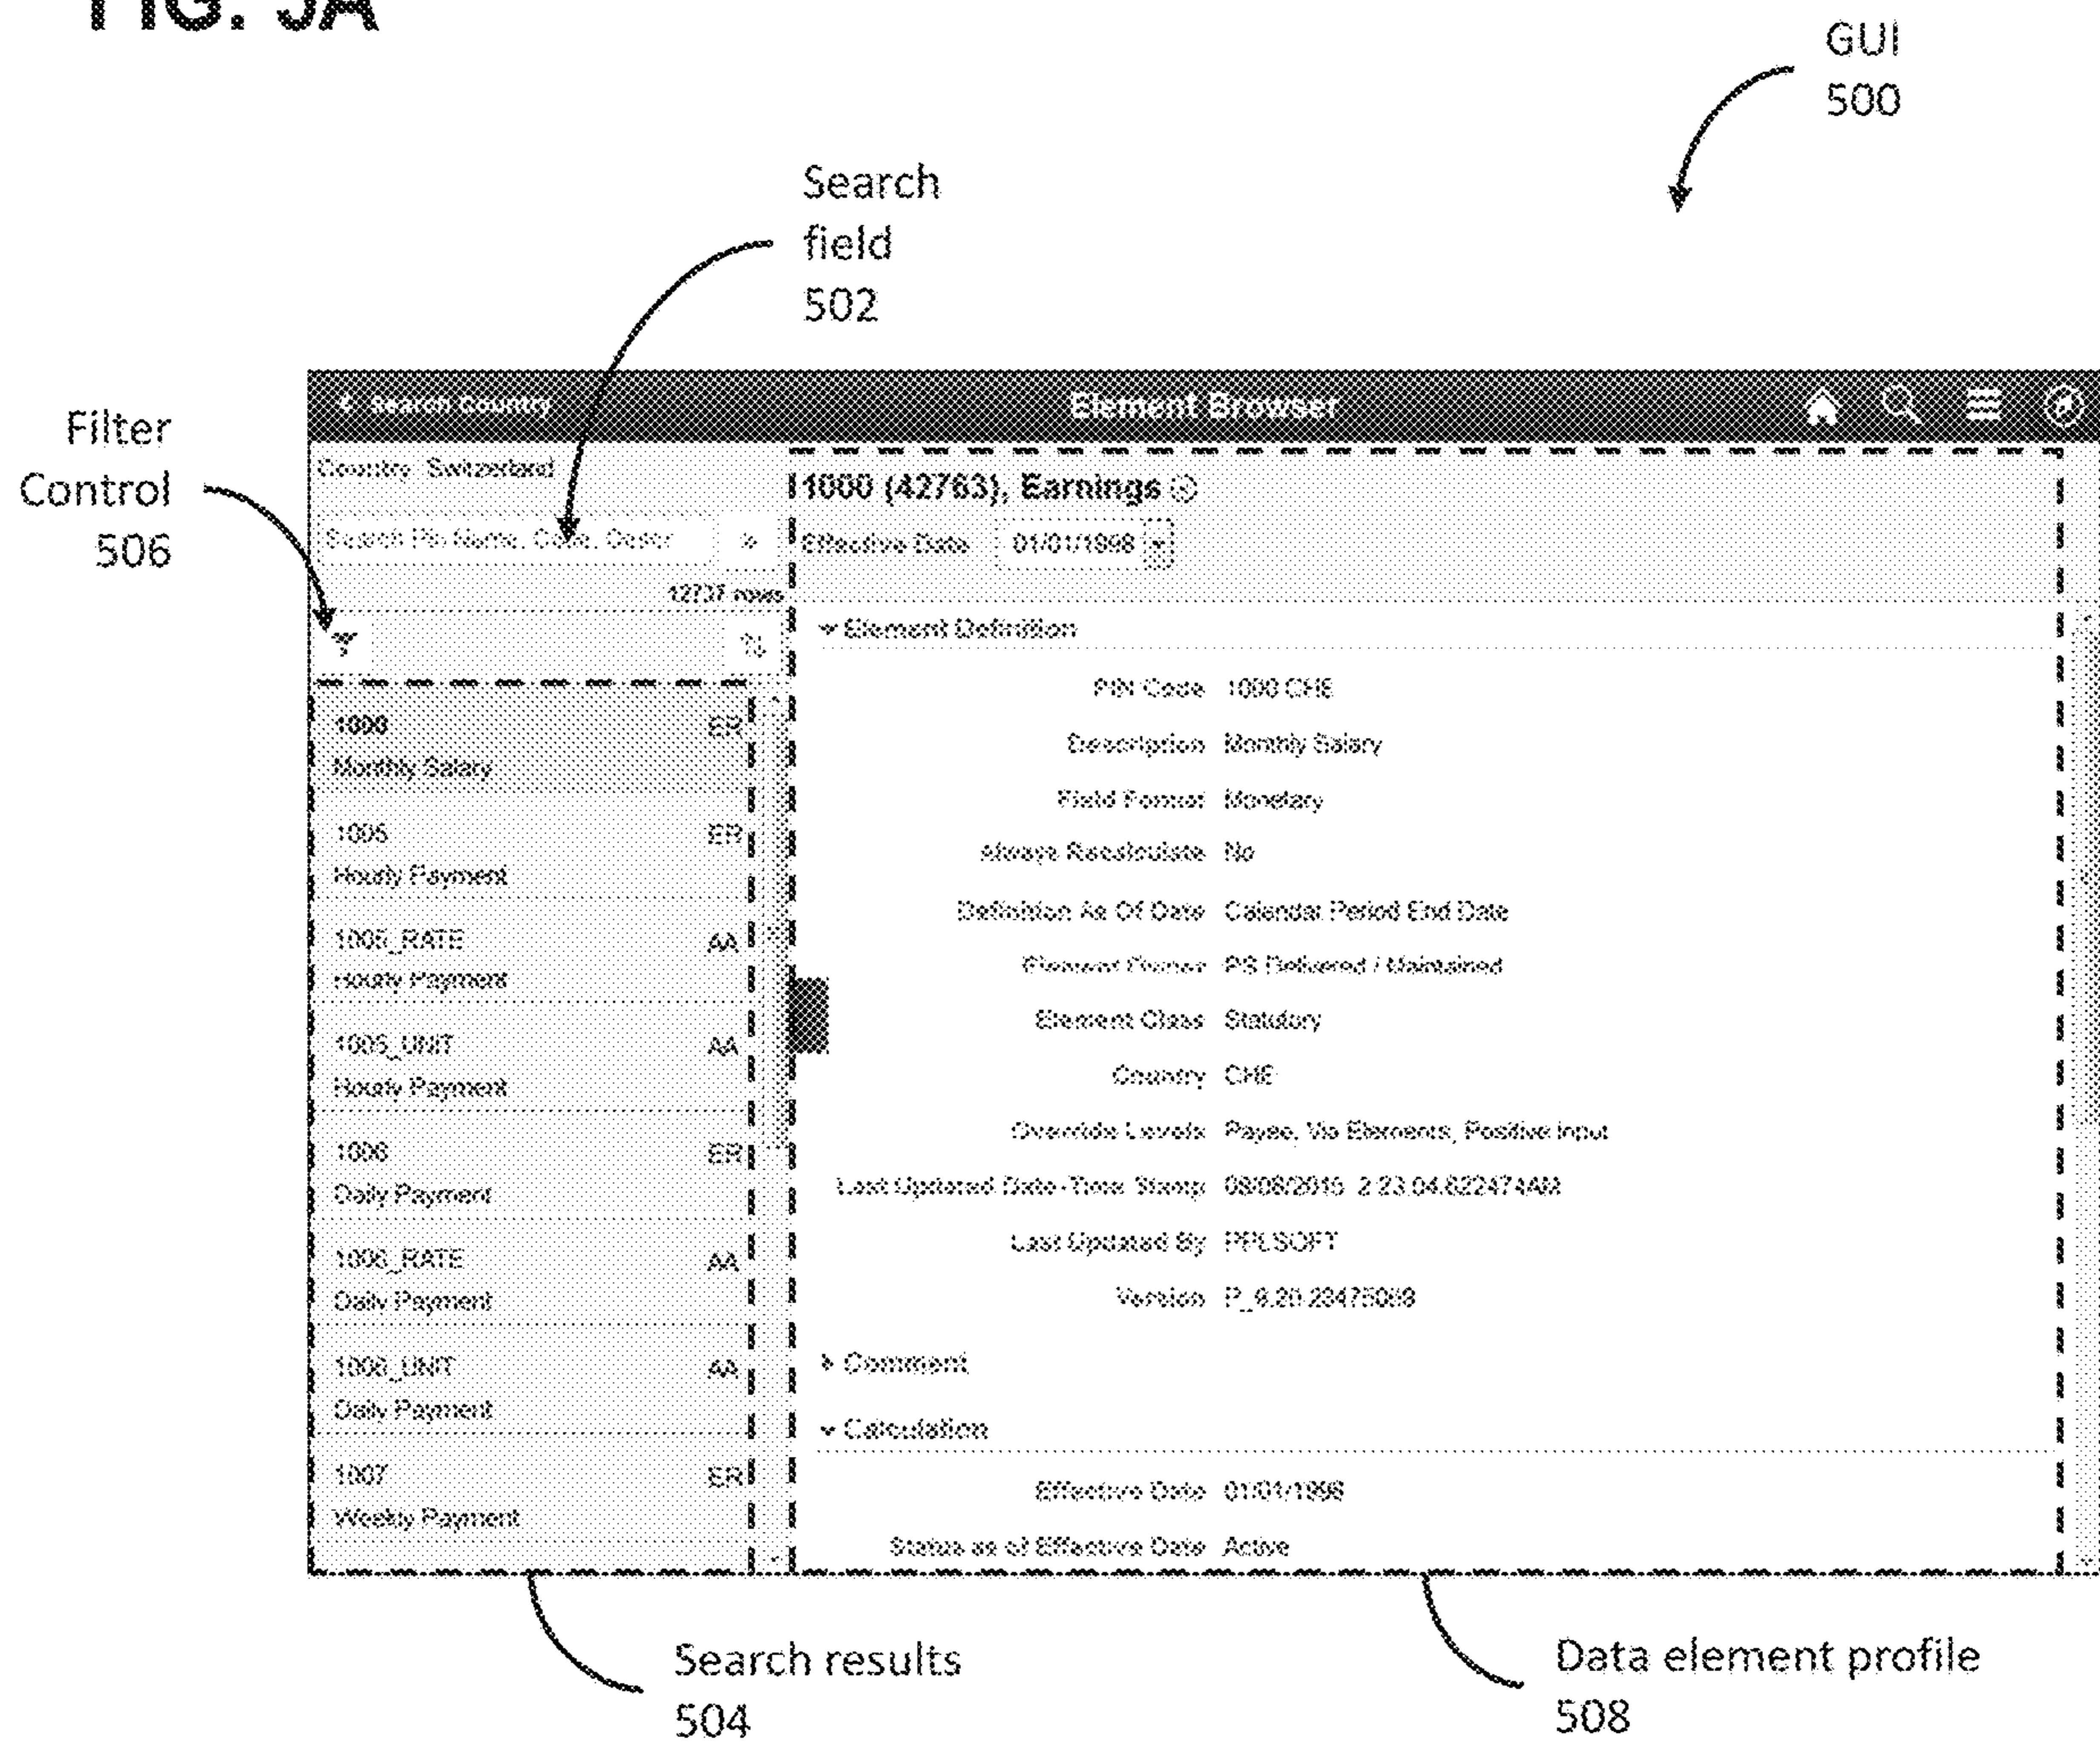 FIG. 5A
GUI
500
Search
field
502
Filter
Control
506
Search Country
Element Browser
Country Switzerland
Search Pin Name, Code, Descr
»
12737 rows
1000 ER
Monthly Salary
1005 ER
Hourly Payment
1005_RATE AA
Hourly Payment
1005_UNIT AA
Hourly Payment
1006 ER
Daily Payment
1006_RATE AA
Daily Payment
1006_UNIT AA
Daily Payment
1007 ER
Weekly Payment
1000 (42763), Earnings
Effective Date 01/01/1998
Element Definition
PIN Code 1000 CHE
Description Monthly Salary
Field Format Monetary
Always Recalculate No
Definition As Of Date Calendar Period End Date
Element Owner PS Delivered / Maintained
Element Class Statutory
Country CHE
Override Levels Payee, Via Elements, Positive Input
Last Updated Date-Time Stamp
Last Updated By PPLSOFT
Version
Comment
Calculation
Effective Date 01/01/1998
Status as of Effective Date Active
Search results
504
Data element profile
508